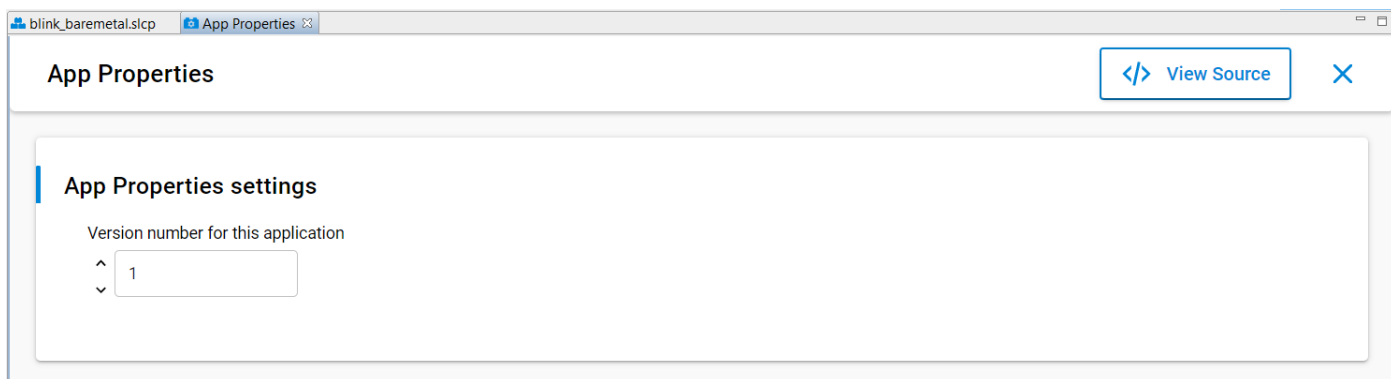 blink_baremetal.slcp App Properties
App Properties
</> View Source
App Properties settings
Version number for this application
1